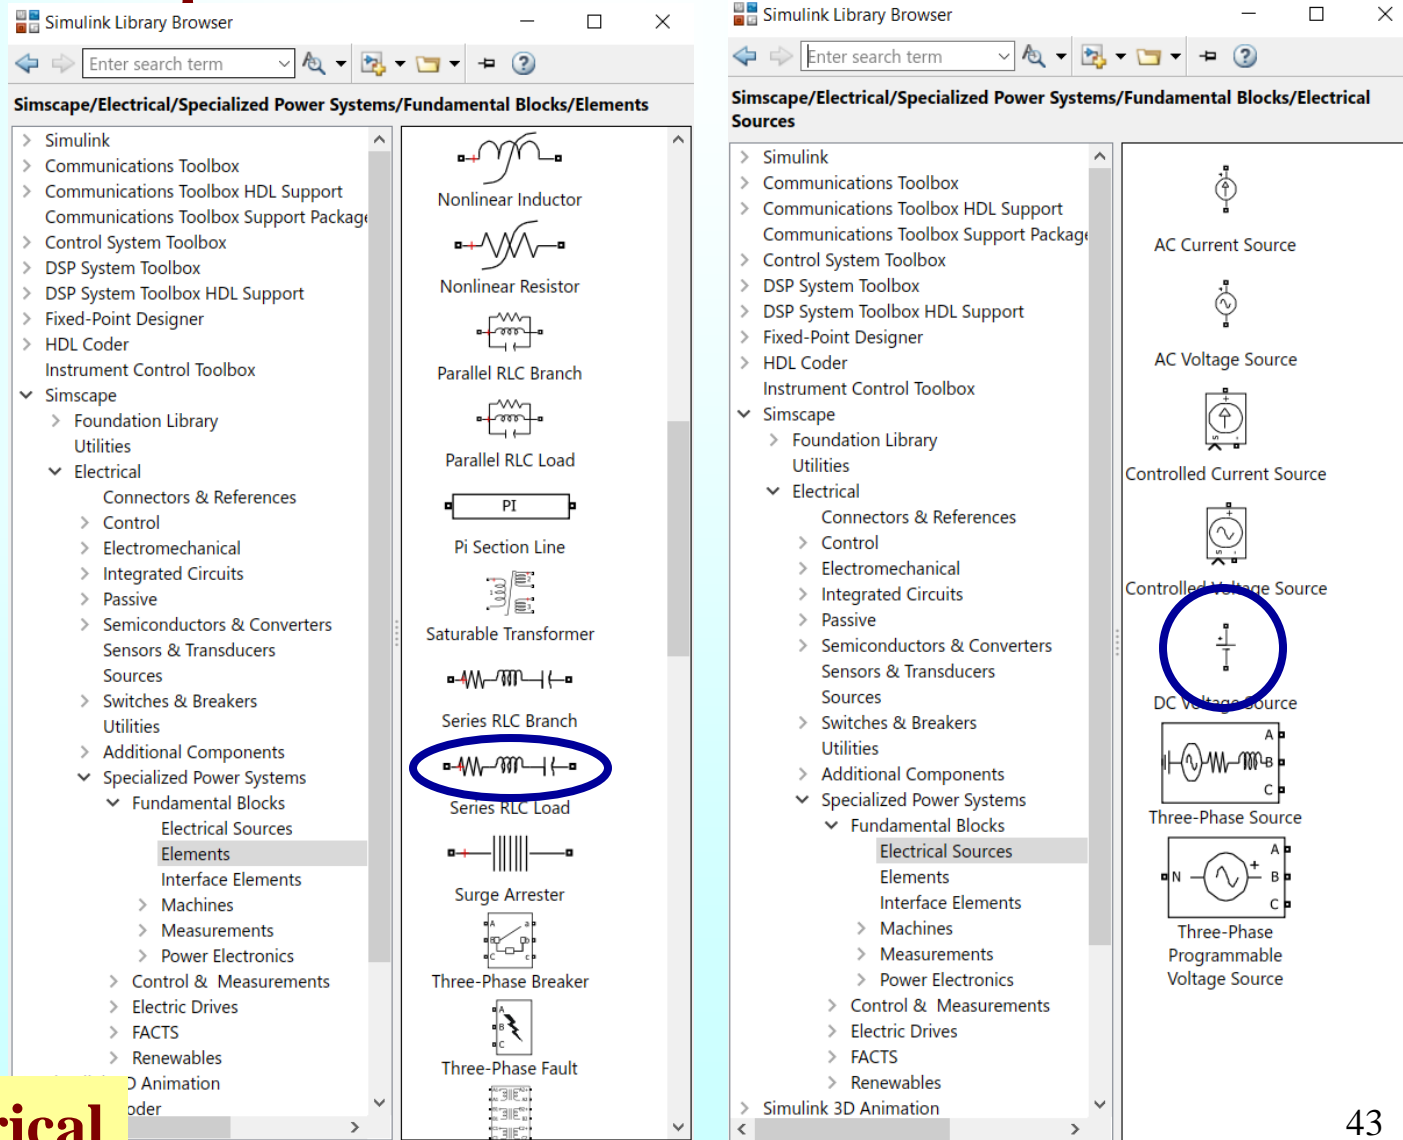 Simulink Library Browser
Enter search term
Simscape/Electrical/Specialized Power Systems/Fundamental Blocks/Elements
Simulink
Communications Toolbox
Communications Toolbox HDL Support
Communications Toolbox Support Package
Control System Toolbox
DSP System Toolbox
DSP System Toolbox HDL Support
Fixed-Point Designer
HDL Coder
Instrument Control Toolbox
Simscape
Foundation Library
Utilities
Electrical
Connectors & References
Control
Electromechanical
Integrated Circuits
Passive
Semiconductors & Converters
Sensors & Transducers
Sources
Switches & Breakers
Utilities
Additional Components
Specialized Power Systems
Fundamental Blocks
Electrical Sources
Elements
Interface Elements
Machines
Measurements
Power Electronics
Control & Measurements
Electric Drives
FACTS
Renewables
D Animation
oder
rical
Nonlinear Inductor
Nonlinear Resistor
Parallel RLC Branch
Parallel RLC Load
PI
Pi Section Line
Saturable Transformer
Series RLC Branch
Series RLC Load
Surge Arrester
Three-Phase Breaker
A
B
C
Three-Phase Fault
Simulink Library Browser
Enter search term
Simscape/Electrical/Specialized Power Systems/Fundamental Blocks/Electrical
Sources
Simulink
Communications Toolbox
Communications Toolbox HDL Support
Communications Toolbox Support Package
Control System Toolbox
DSP System Toolbox
DSP System Toolbox HDL Support
Fixed-Point Designer
HDL Coder
Instrument Control Toolbox
Simscape
Foundation Library
Utilities
Electrical
Connectors & References
Control
Electromechanical
Integrated Circuits
Passive
Semiconductors & Converters
Sensors & Transducers
Sources
Switches & Breakers
Utilities
Additional Components
Specialized Power Systems
Fundamental Blocks
Electrical Sources
Elements
Interface Elements
Machines
Measurements
Power Electronics
Control & Measurements
Electric Drives
FACTS
Renewables
Simulink 3D Animation
AC Current Source
AC Voltage Source
Controlled Current Source
Controlled Voltage Source
DC Voltage Source
A
B
C
Three-Phase Source
N
A
B
C
Three-Phase
Programmable
Voltage Source
43